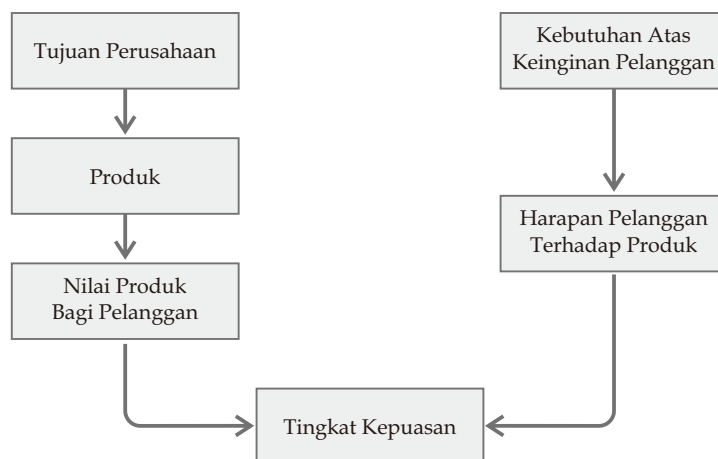 Tujuan Perusahaan
Produk
Nilai Produk
Bagi Pelanggan
Kebutuhan Atas
Keinginan Pelanggan
Harapan Pelanggan
Terhadap Produk
Tingkat Kepuasan